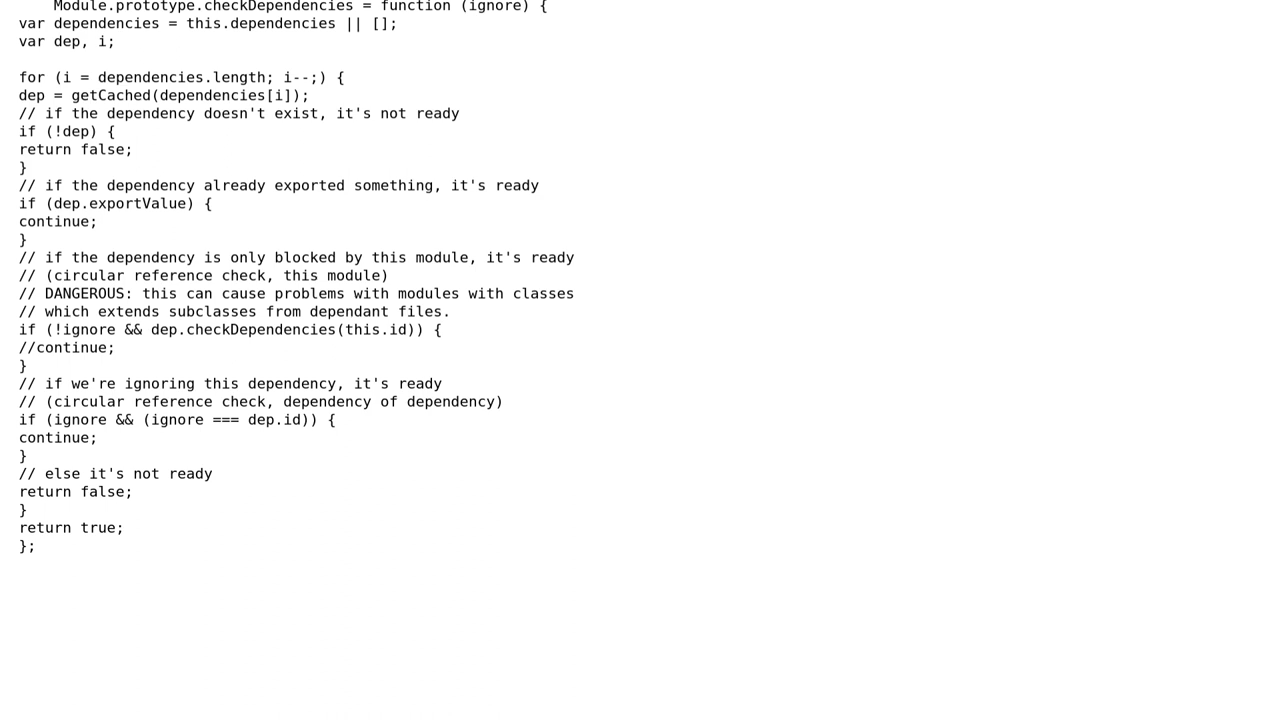 Module.prototype.checkDependencies = function (ignore) {
var dependencies = this.dependencies || [];
var dep, i;

for (i = dependencies.length; i--;) {
dep = getCached(dependencies[i]);
// if the dependency doesn't exist, it's not ready
if (!dep) {
return false;
}
// if the dependency already exported something, it's ready
if (dep.exportValue) {
continue;
}
// if the dependency is only blocked by this module, it's ready
// (circular reference check, this module)
// DANGEROUS: this can cause problems with modules with classes
// which extends subclasses from dependant files.
if (!ignore && dep.checkDependencies(this.id)) {
//continue;
}
// if we're ignoring this dependency, it's ready
// (circular reference check, dependency of dependency)
if (ignore && (ignore === dep.id)) {
continue;
}
// else it's not ready
return false;
}
return true;
};